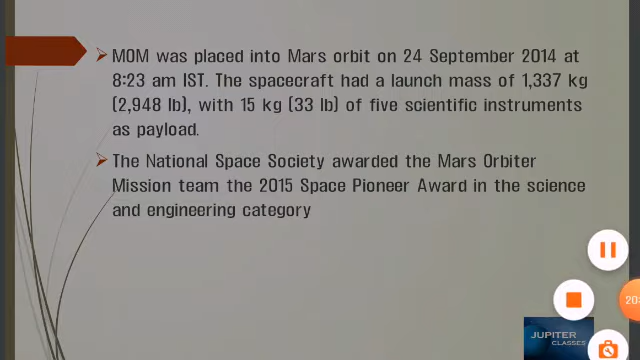 MOM was placed into Mars orbit on 24 September 2014 at
8:23 am IST. The spacecraft had a launch mass of 1,337 kg
(2,948 lb), with 15 kg (33 lb) of five scientific instruments
as payload.
The National Space Society awarded the Mars Orbiter
Mission team the 2015 Space Pioneer Award in the science
and engineering category
20:
JUPITER
CLASSES